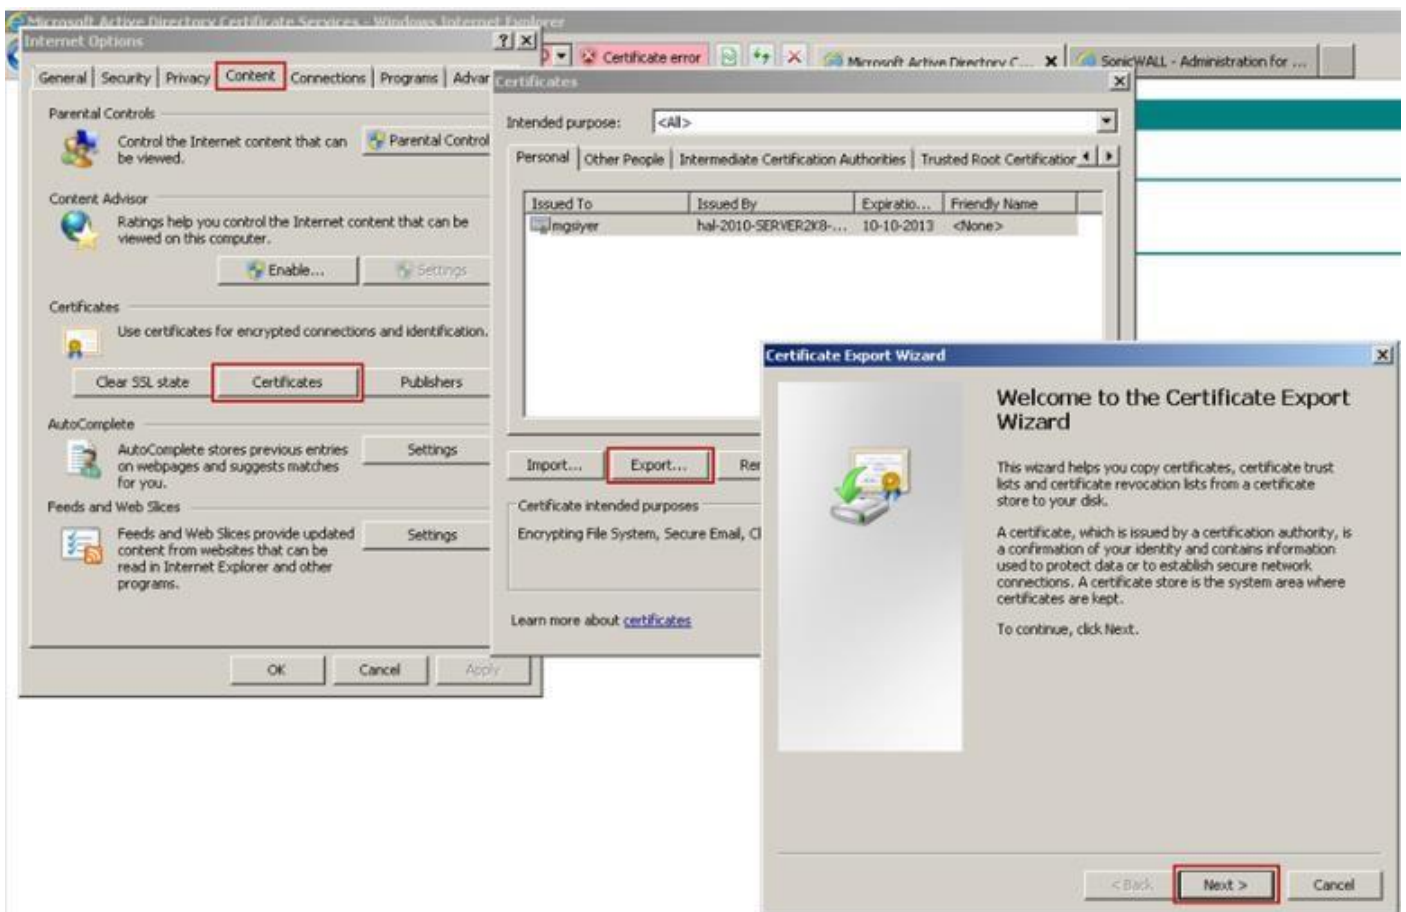 Microsoft Active Directory Certificate Services - Windows Internet Explorer
Certificate error
Microsoft Active Directory C...
SonicWALL - Administration for ...
Internet Options
General Security Privacy Content Connections Programs Advan
Parental Controls
Control the Internet content that can
be viewed.
Parental Control
Content Advisor
Ratings help you control the Internet content that can be
viewed on this computer.
Enable...
Settings
Certificates
Use certificates for encrypted connections and identification.
Clear SSL state
Certificates
Publishers
AutoComplete
AutoComplete stores previous entries
on webpages and suggests matches
for you.
Settings
Feeds and Web Slices
Feeds and Web Slices provide updated
content from websites that can be
read in Internet Explorer and other
programs.
Settings
OK
Cancel
Apply
Certificates
Intended purpose: <All>
Personal Other People Intermediate Certification Authorities Trusted Root Certification
Issued To Issued By Expiratio... Friendly Name
mgsiyer hal-2010-SERVER2K8-... 10-10-2013 <None>
Import...
Export...
Rer
Certificate intended purposes
Encrypting File System, Secure Email, Cl
Learn more about certificates
Certificate Export Wizard
Welcome to the Certificate Export
Wizard
This wizard helps you copy certificates, certificate trust
lists and certificate revocation lists from a certificate
store to your disk.
A certificate, which is issued by a certification authority, is
a confirmation of your identity and contains information
used to protect data or to establish secure network
connections. A certificate store is the system area where
certificates are kept.
To continue, click Next.
< Back
Next >
Cancel